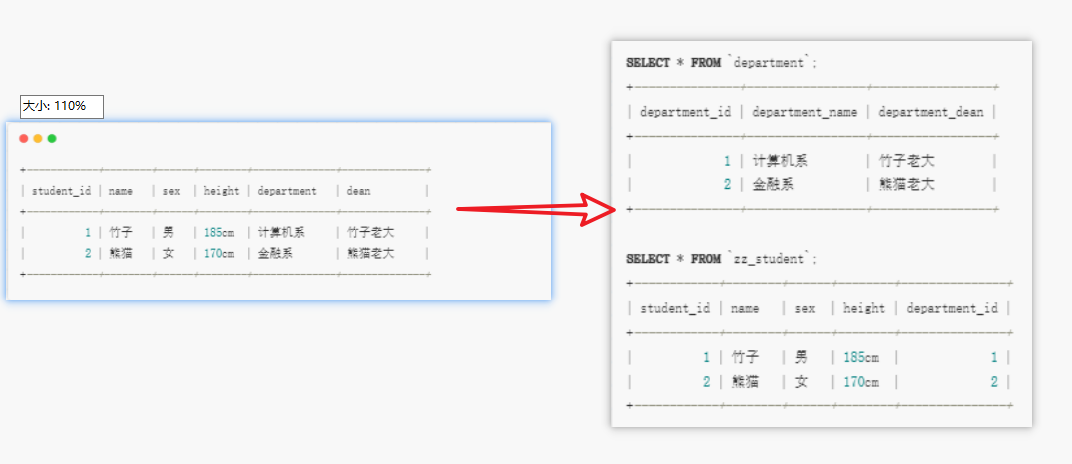 大小: 110%
+------------+-------+------+--------+------------+----------+
| student_id | name | sex | height | department | dean |
+------------+-------+------+--------+------------+----------+
| 1 | 竹子 | 男 | 185cm | 计算机系 | 竹子老大 |
| 2 | 熊猫 | 女 | 170cm | 金融系 | 熊猫老大 |
+------------+-------+------+--------+------------+----------+
SELECT * FROM `department`;
+---------------+-----------------+-----------------+
| department_id | department_name | department_dean |
+---------------+-----------------+-----------------+
| 1 | 计算机系 | 竹子老大 |
| 2 | 金融系 | 熊猫老大 |
+---------------+-----------------+-----------------+
SELECT * FROM `zz_student`;
+------------+--------+------+--------+---------------+
| student_id | name | sex | height | department_id |
+------------+--------+------+--------+---------------+
| 1 | 竹子 | 男 | 185cm | 1 |
| 2 | 熊猫 | 女 | 170cm | 2 |
+------------+--------+------+--------+---------------+